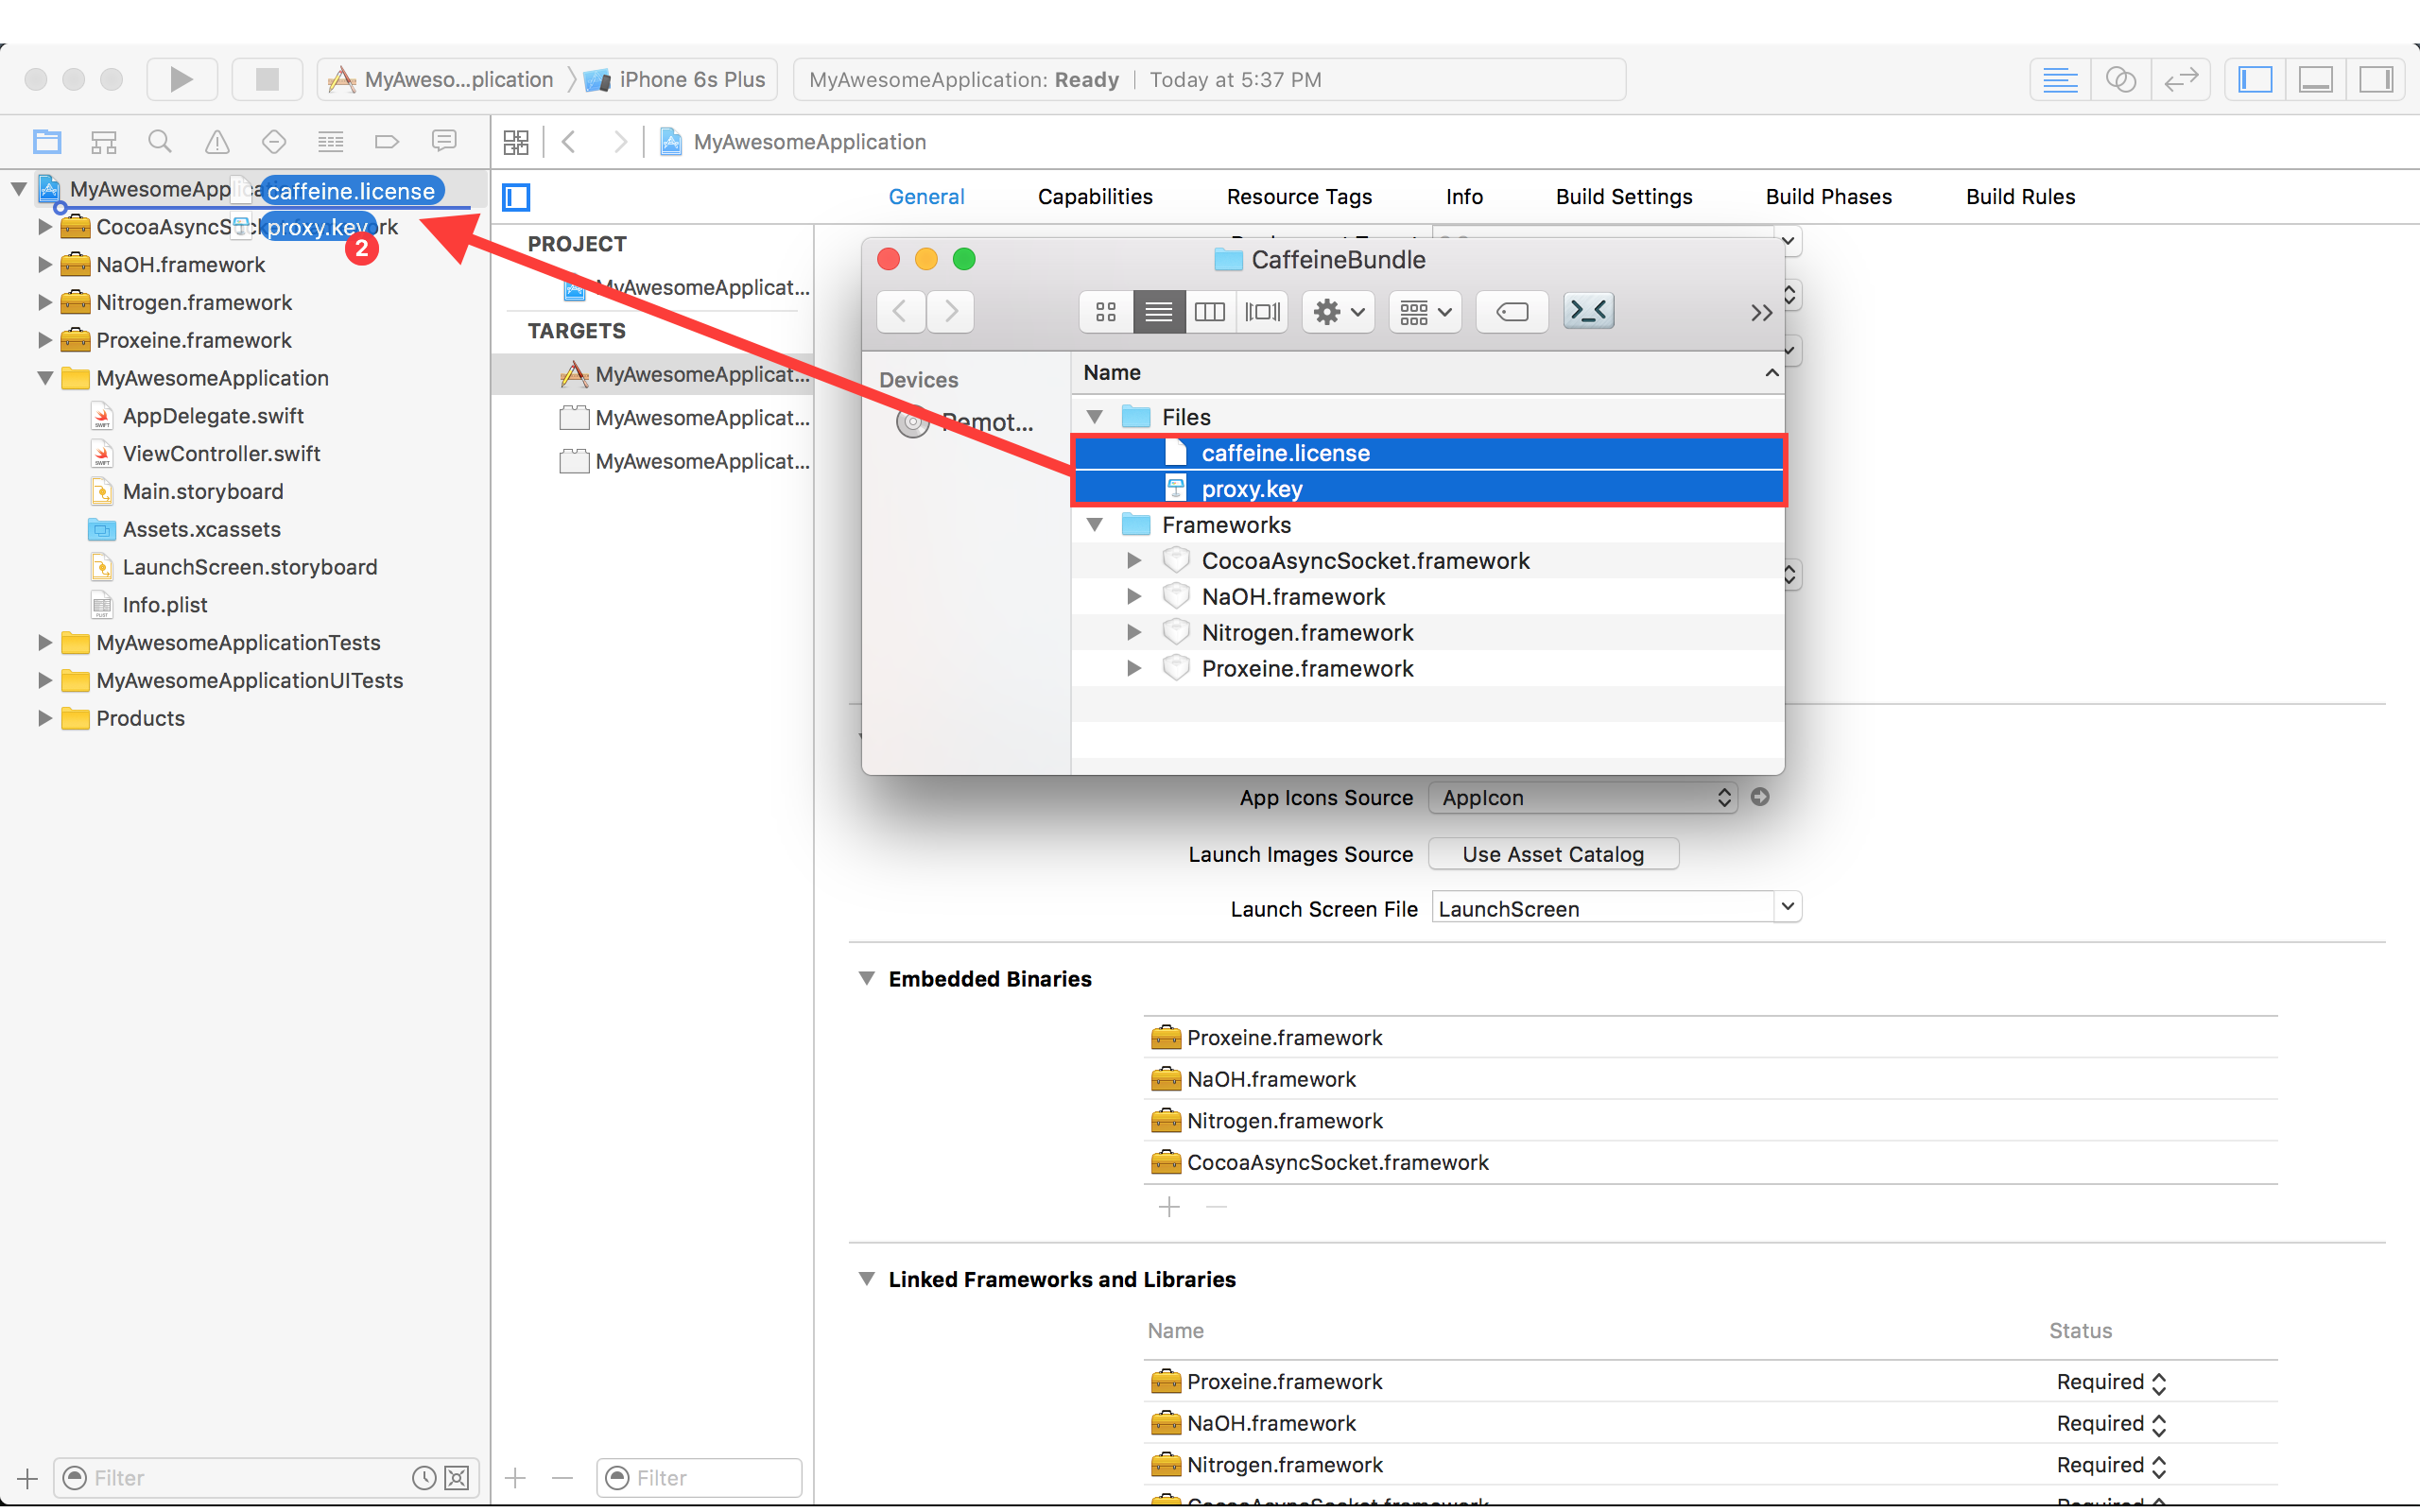 MyAweso...plication
iPhone 6s Plus
MyAwesomeApplication: Ready | Today at 5:37 PM
MyAwesomeApplication
MyAwesomeApplica
caffeine.license
proxy.key
2
NaOH.framework
Nitrogen.framework
Proxeine.framework
MyAwesomeApplication
AppDelegate.swift
ViewController.swift
Main.storyboard
Assets.xcassets
LaunchScreen.storyboard
Info.plist
MyAwesomeApplicationTests
MyAwesomeApplicationUITests
Products
Filter
General
Capabilities
Resource Tags
Info
Build Settings
Build Phases
Build Rules
PROJECT
MyAwesomeApplicat...
TARGETS
MyAwesomeApplicat...
MyAwesomeApplicat...
MyAwesomeApplicat...
Filter
CaffeineBundle
Devices
Remot...
Name
Files
caffeine.license
proxy.key
Frameworks
CocoaAsyncSocket.framework
NaOH.framework
Nitrogen.framework
Proxeine.framework
App Icons Source
AppIcon
Launch Images Source
Use Asset Catalog
Launch Screen File
LaunchScreen
Embedded Binaries
Proxeine.framework
NaOH.framework
Nitrogen.framework
CocoaAsyncSocket.framework
Linked Frameworks and Libraries
Name
Status
Proxeine.framework
Required
NaOH.framework
Required
Nitrogen.framework
Required